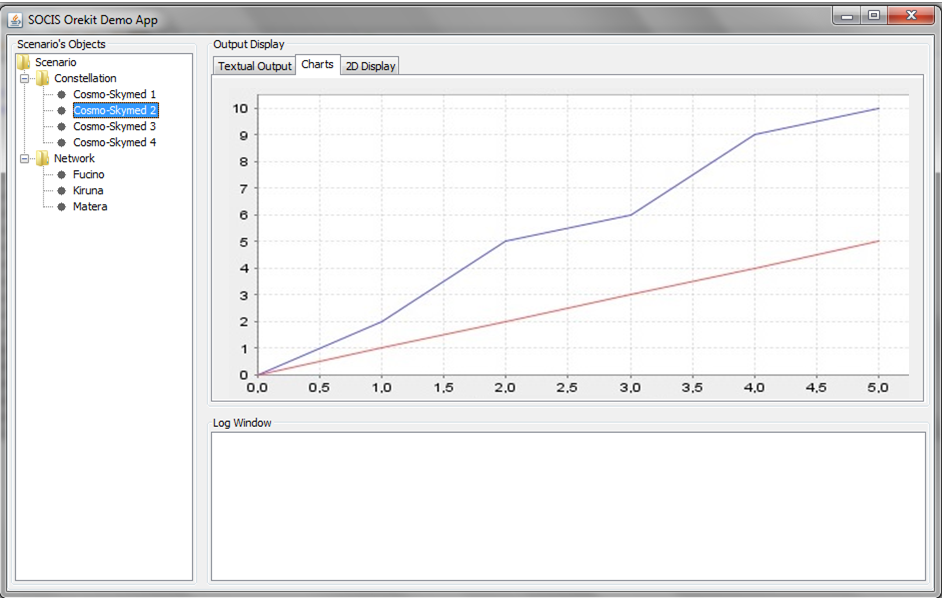 SOCIS Orekit Demo App
Scenario's Objects
Scenario
Constellation
Cosmo-Skymed 1
Cosmo-Skymed 2
Cosmo-Skymed 3
Cosmo-Skymed 4
Network
Fucino
Kiruna
Matera
Output Display
Textual Output Charts 2D Display
10
9
8
7
6
5
4
3
2
1
0
0,0 0,5 1,0 1,5 2,0 2,5 3,0 3,5 4,0 4,5 5,0
Log Window